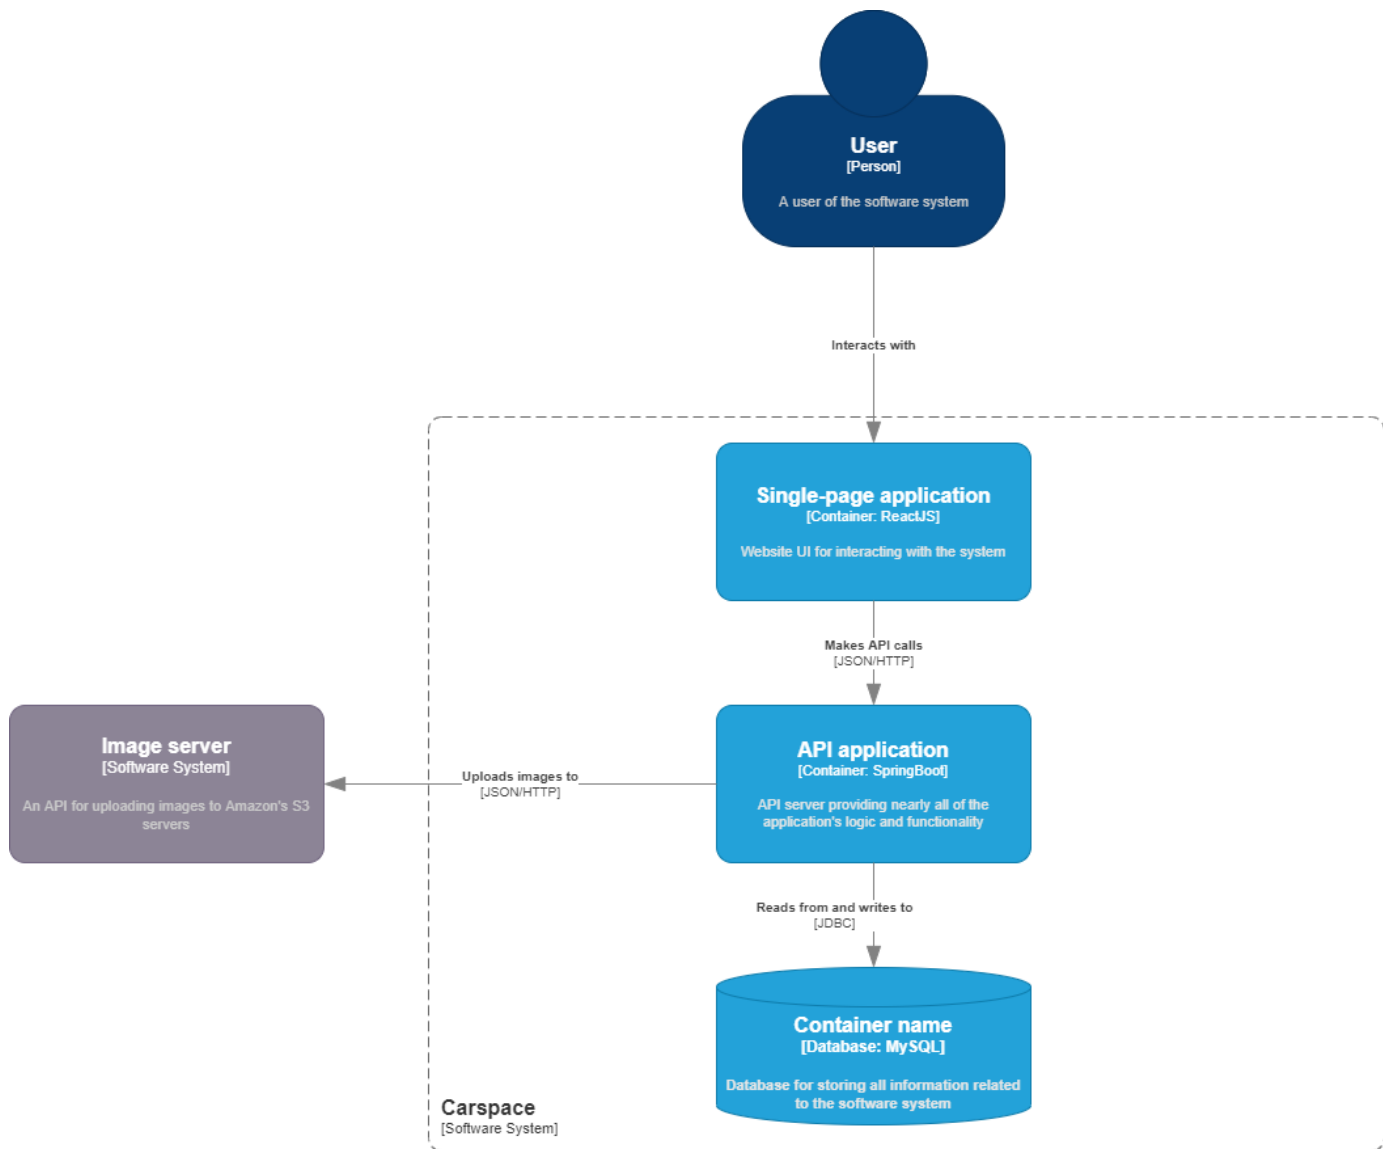 User
[Person]
A user of the software system
Interacts with
Single-page application
[Container: ReactJS]
Website UI for interacting with the system
Makes API calls
[JSON/HTTP]
Image server
[Software System]
An API for uploading images to Amazon's S3
servers
Uploads images to
[JSON/HTTP]
API application
[Container: SpringBoot]
API server providing nearly all of the
application's logic and functionality
Reads from and writes to
[JDBC]
Container name
[Database: MySQL]
Database for storing all information related
to the software system
Carspace
[Software System]